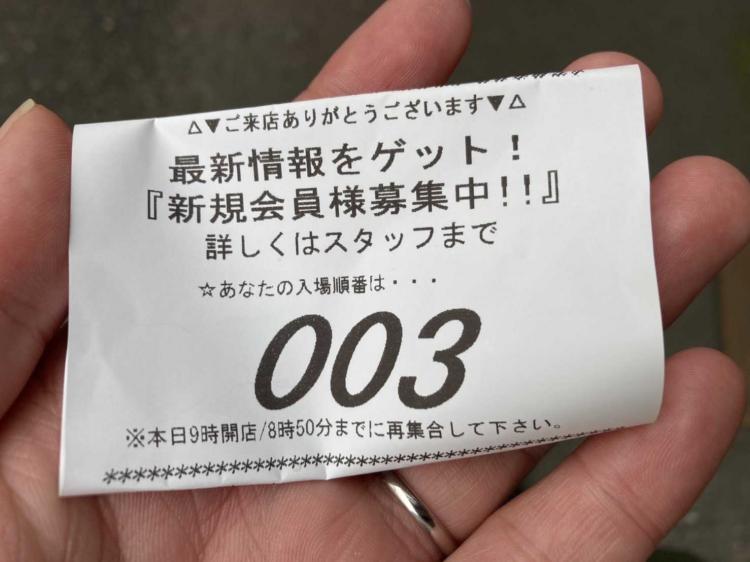 △▼ご来店ありがとうございます▼△
最新情報をゲット！
『新規会員様募集中!!』
詳しくはスタッフまで
☆あなたの入場順番は・・・
003
※本日9時開店/8時50分までに再集合して下さい。
****************************************